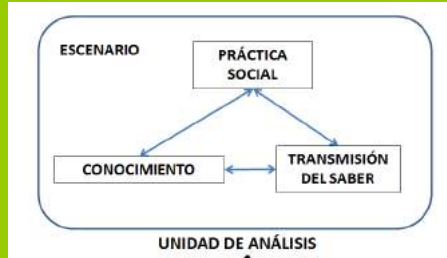 ESCENARIO
PRÁCTICA
SOCIAL
CONOCIMIENTO
TRANSMISIÓN
DEL SABER
UNIDAD DE ANÁLISIS